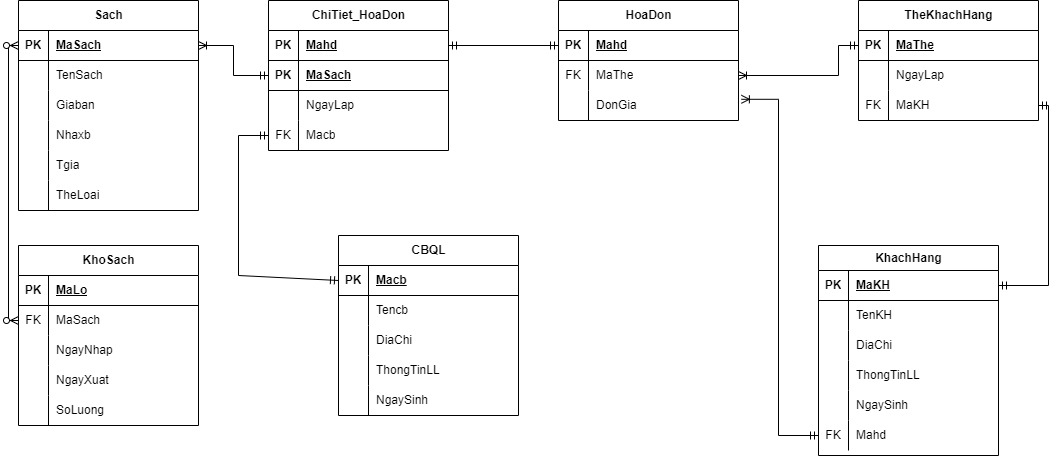 Sach
PK MaSach
TenSach
Giaban
Nhaxb
Tgia
TheLoai
ChiTiet_HoaDon
PK Mahd
PK MaSach
NgayLap
FK Macb
HoaDon
PK Mahd
FK MaThe
DonGia
TheKhachHang
PK MaThe
NgayLap
FK MaKH
KhoSach
PK MaLo
FK MaSach
NgayNhap
NgayXuat
SoLuong
CBQL
PK Macb
Tencb
DiaChi
ThongTinLL
NgaySinh
KhachHang
PK MaKH
TenKH
DiaChi
ThongTinLL
NgaySinh
FK Mahd